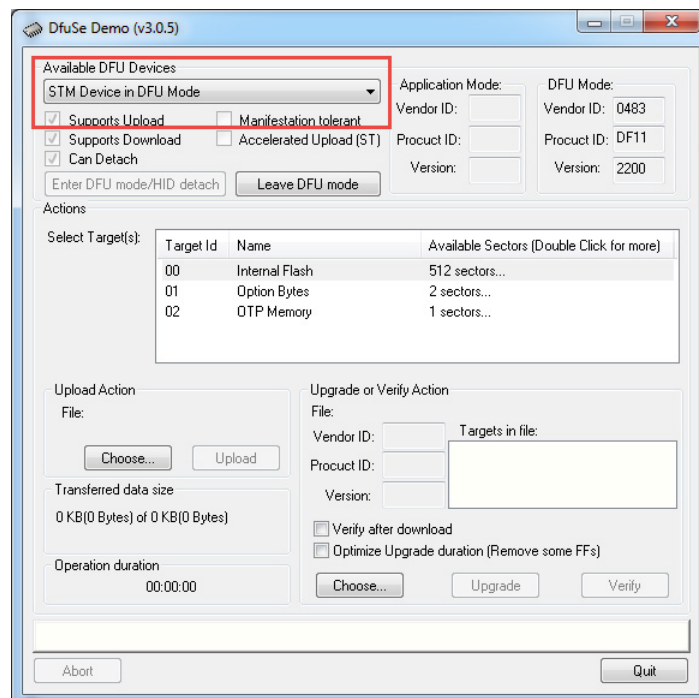 DfuSe Demo (v3.0.5)
Available DFU Devices
STM Device in DFU Mode
Supports Upload
Manifestation tolerant
Supports Download
Accelerated Upload (ST)
Can Detach
Enter DFU mode/HID detach
Leave DFU mode
Application Mode:
Vendor ID:
Procuct ID:
Version:
DFU Mode:
Vendor ID: 0483
Procuct ID: DF11
Version: 2200
Actions
Select Target(s):
Target Id Name Available Sectors (Double Click for more)
00 Internal Flash 512 sectors...
01 Option Bytes 2 sectors...
02 OTP Memory 1 sectors...
Upload Action
File:
Choose... Upload
Transferred data size
0 KB(0 Bytes) of 0 KB(0 Bytes)
Operation duration
00:00:00
Upgrade or Verify Action
File:
Vendor ID:
Procuct ID:
Version:
Targets in file:
Verify after download
Optimize Upgrade duration (Remove some FFs)
Choose... Upgrade Verify
Abort Quit